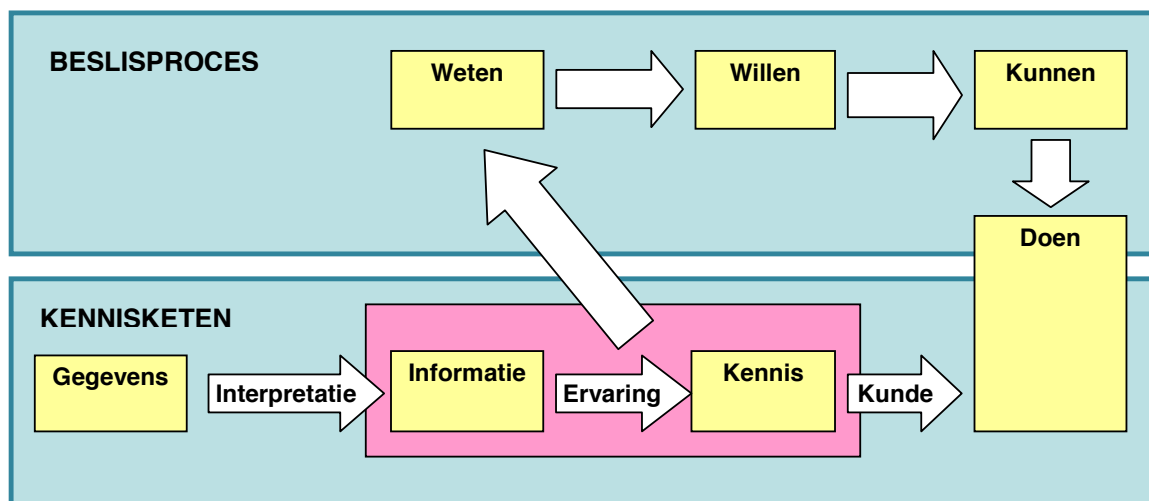 BESLISPROCES
Weten
Willen
Kunnen
Doen
KENNISKETEN
Gegevens
Interpretatie
Informatie
Ervaring
Kennis
Kunde